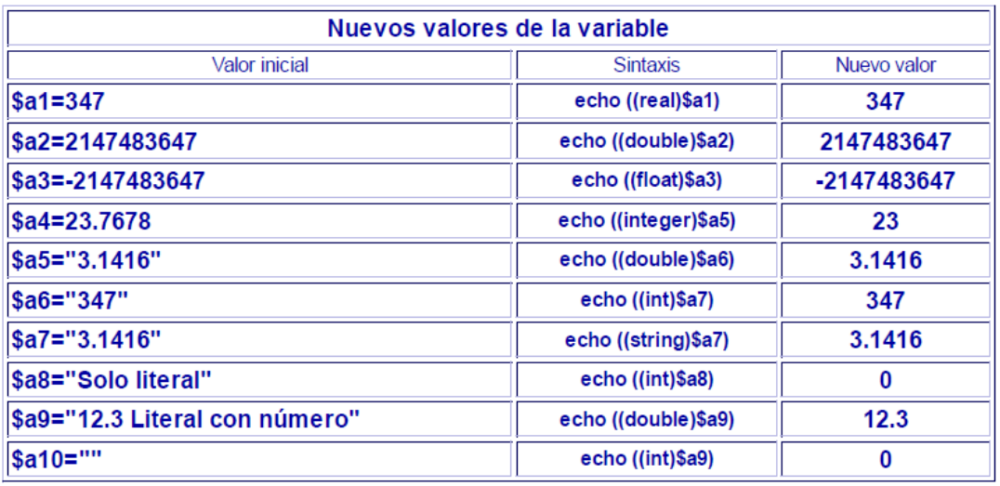 Nuevos valores de la variable
Valor inicial Sintaxis Nuevo valor
$a1=347 echo ((real)$a1) 347
$a2=2147483647 echo ((double)$a2) 2147483647
$a3=-2147483647 echo ((float)$a3) -2147483647
$a4=23.7678 echo ((integer)$a5) 23
$a5="3.1416" echo ((double)$a6) 3.1416
$a6="347" echo ((int)$a7) 347
$a7="3.1416" echo ((string)$a7) 3.1416
$a8="Solo literal" echo ((int)$a8) 0
$a9="12.3 Literal con número" echo ((double)$a9) 12.3
$a10="" echo ((int)$a9) 0